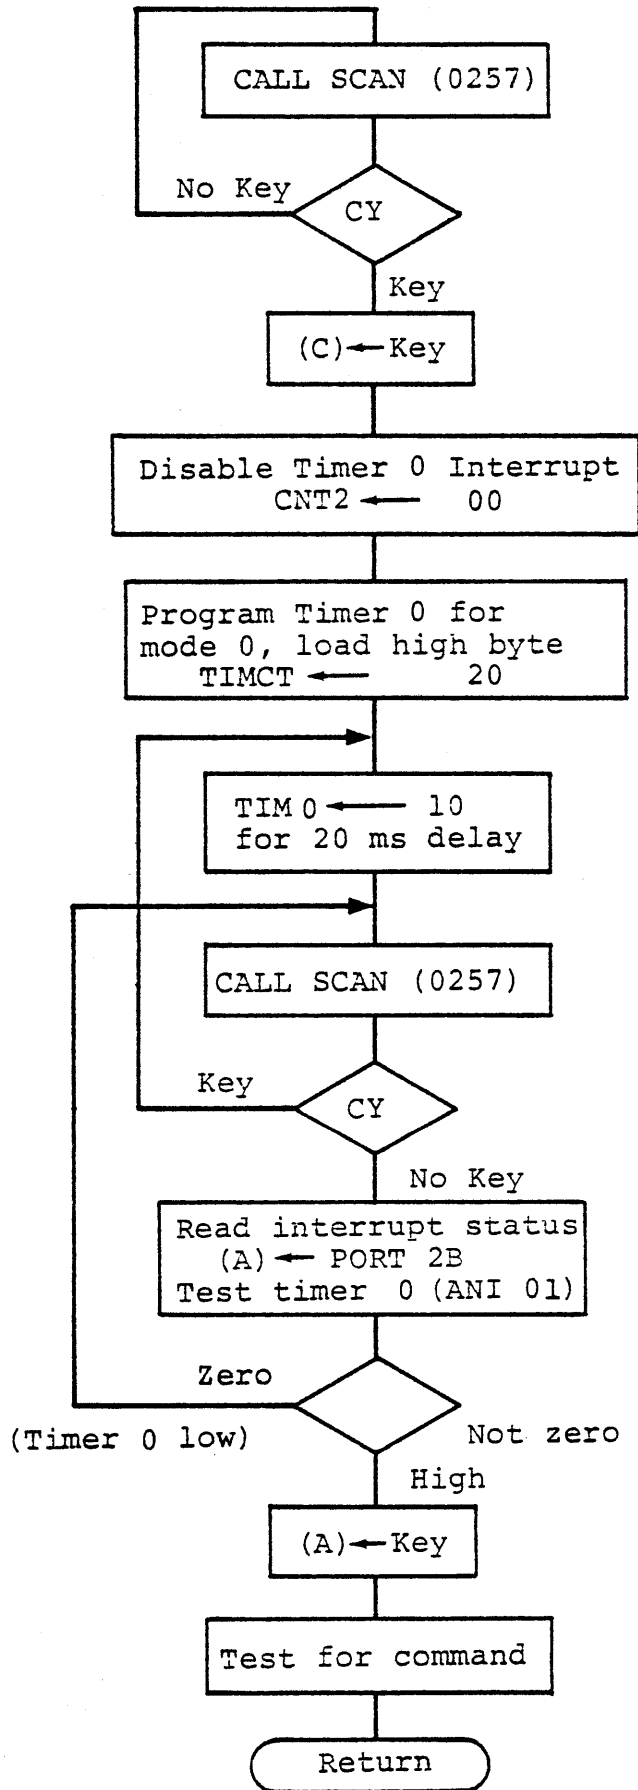 CALL SCAN (0257)
No Key
CY
Key
(C)←Key
Disable Timer 0 Interrupt
CNT2 ← 00
Program Timer 0 for
mode 0, load high byte
TIMCT ← 20
TIM 0 ← 10
for 20 ms delay
CALL SCAN (0257)
Key
CY
No Key
Read interrupt status
(A) ← PORT 2B
Test timer 0 (ANI 01)
Zero
(Timer 0 low)
Not zero
High
(A)←Key
Test for command
Return